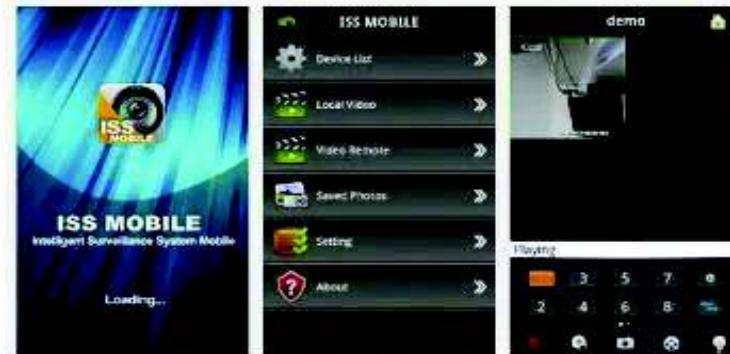 ISS
MOBILE
ISS MOBILE
Intelligent Surveillance System Mobile
Loading...
ISS MOBILE
Device List
Local Video
Video Remote
Saved Photos
Setting
About
demo
Playing
3 5 7
2 4 6 8